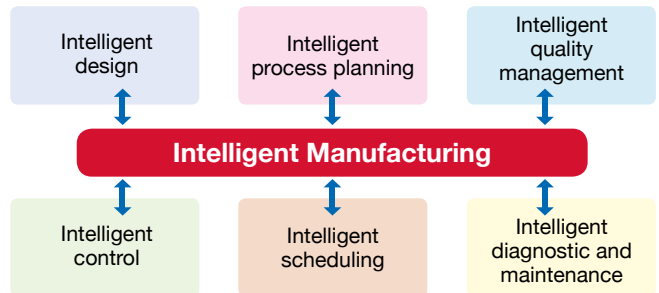 Intelligent
design
Intelligent
process planning
Intelligent
quality
management
Intelligent Manufacturing
Intelligent
control
Intelligent
scheduling
Intelligent
diagnostic and
maintenance